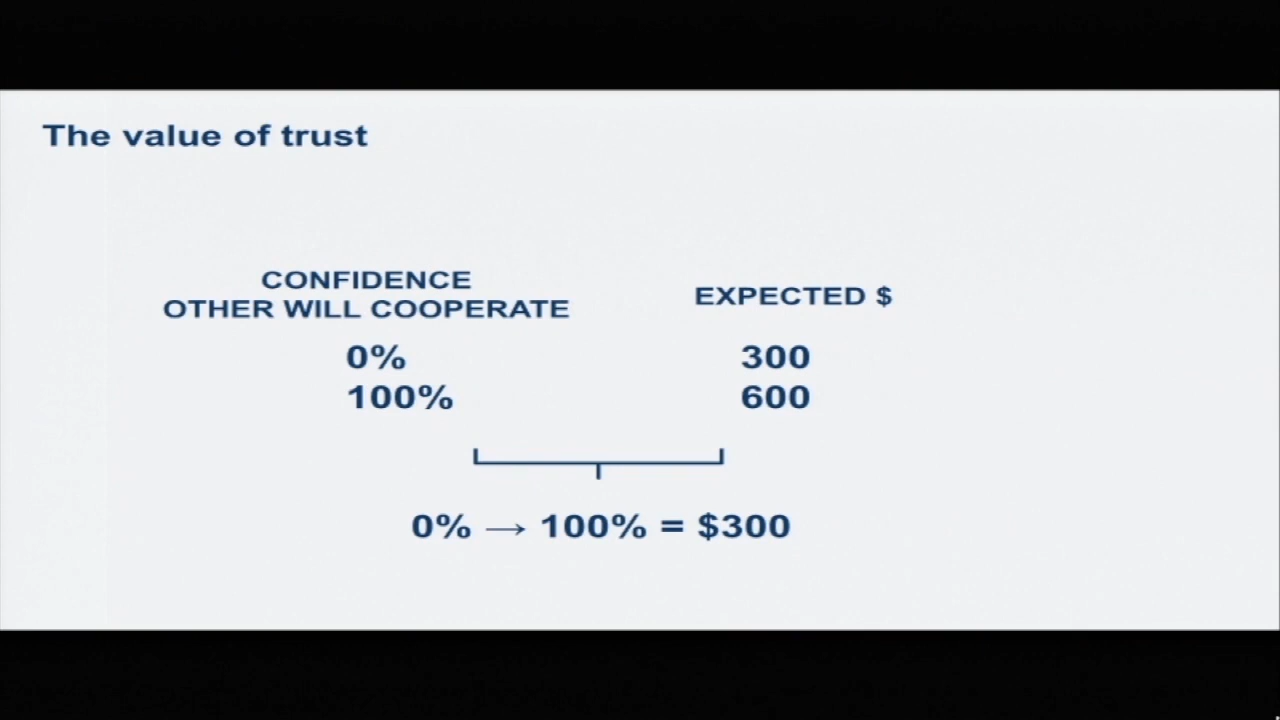 The value of trust
CONFIDENCE
OTHER WILL COOPERATE
EXPECTED $
0% 300
100% 600
0% → 100% = $300